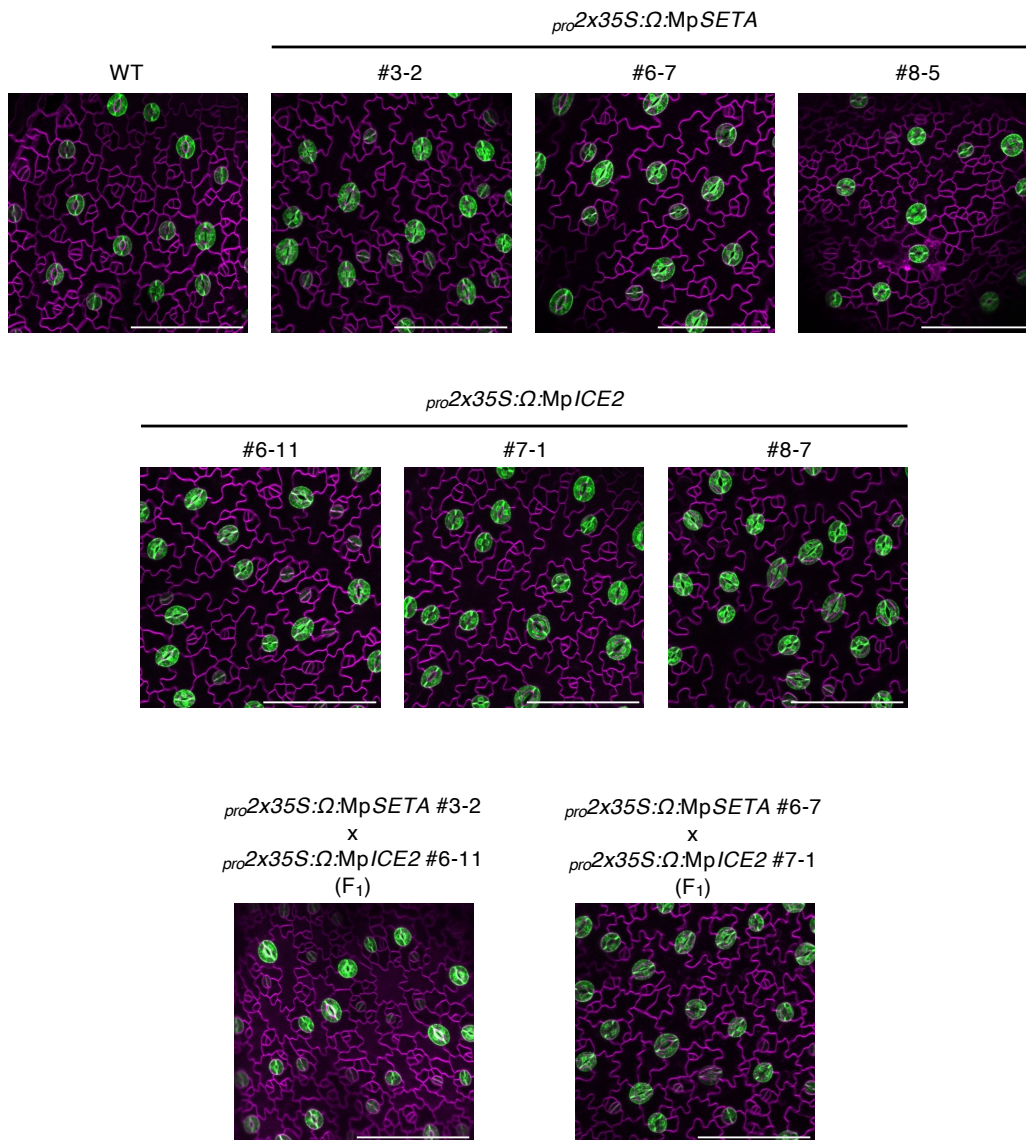 pro2x35S:Ω:MpSETA
WT
#3-2
#6-7
#8-5
pro2x35S:Ω:MpICE2
#6-11
#7-1
#8-7
pro2x35S:Ω:MpSETA #3-2
x
pro2x35S:Ω:MpICE2 #6-11
(F1)
pro2x35S:Ω:MpSETA #6-7
x
pro2x35S:Ω:MpICE2 #7-1
(F1)